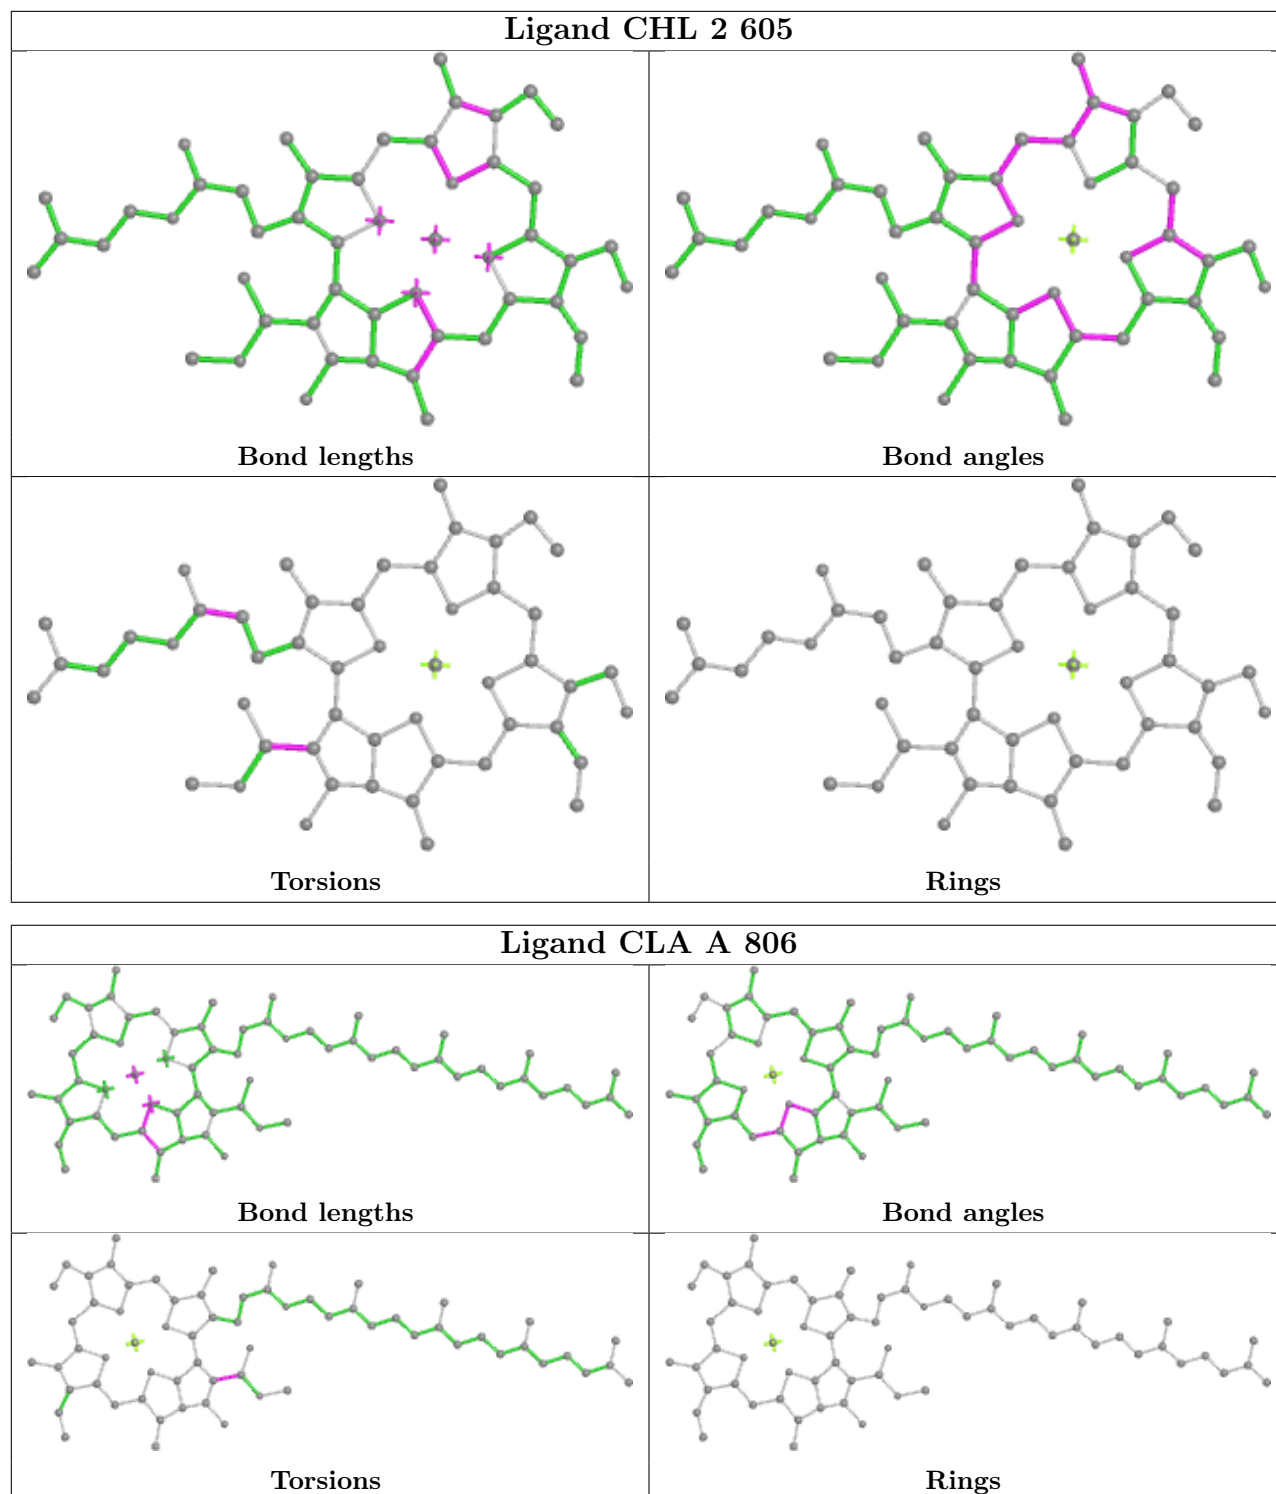 Ligand CHL 2 605
Bond lengths
Bond angles
Torsions
Rings
Ligand CLA A 806
Bond lengths
Bond angles
Torsions
Rings